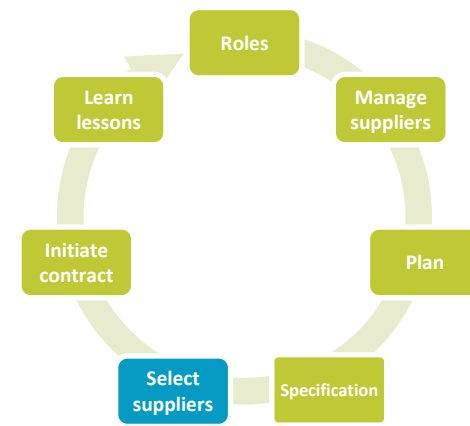 Roles
Manage
suppliers
Plan
Specification
Select
suppliers
Initiate
contract
Learn
lessons